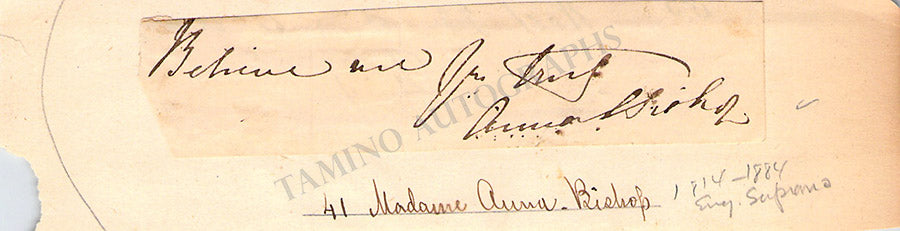 Believe me Yrs Truly
Anna Bishop
TAMINO AUTOGRAPHS
41 Madame Anna Bishop
1814-1884
Eng. Soprano